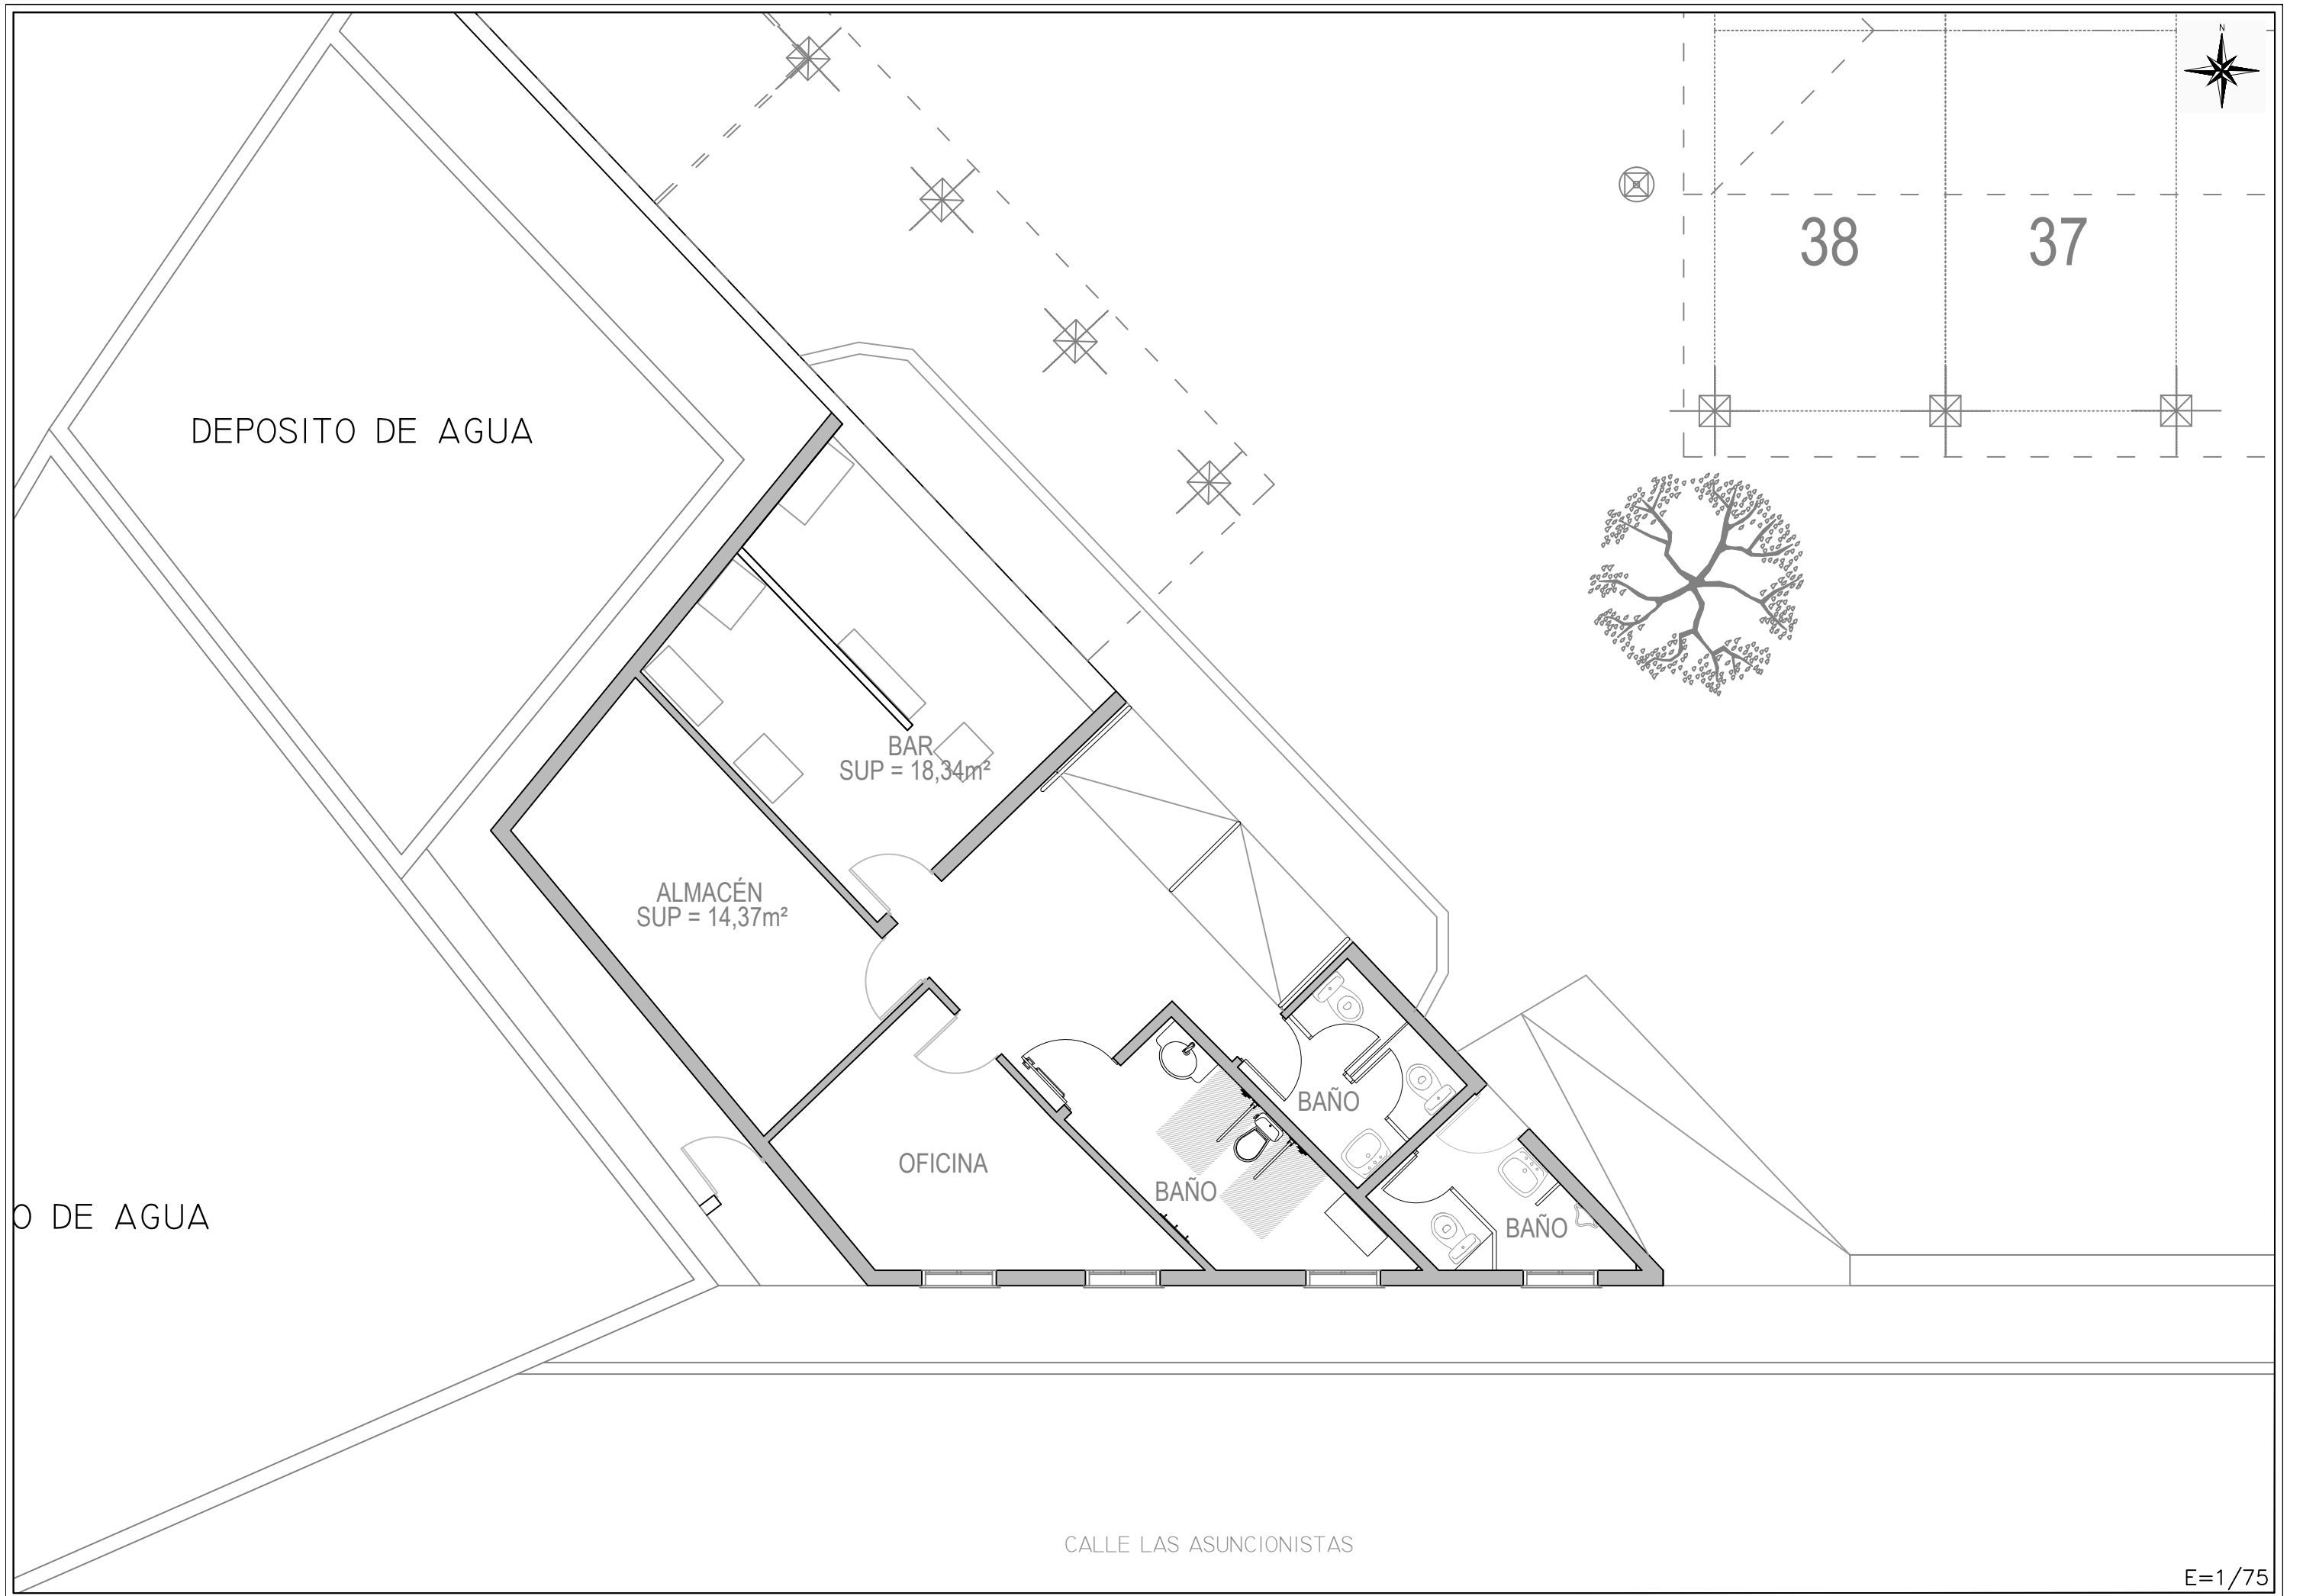 N
38
37
DEPOSITO DE AGUA
BAR
SUP = 18,34m²
ALMACÉN
SUP = 14,37m²
BAÑO
OFICINA
BAÑO
BAÑO
O DE AGUA
CALLE LAS ASUNCIONISTAS
E=1/75